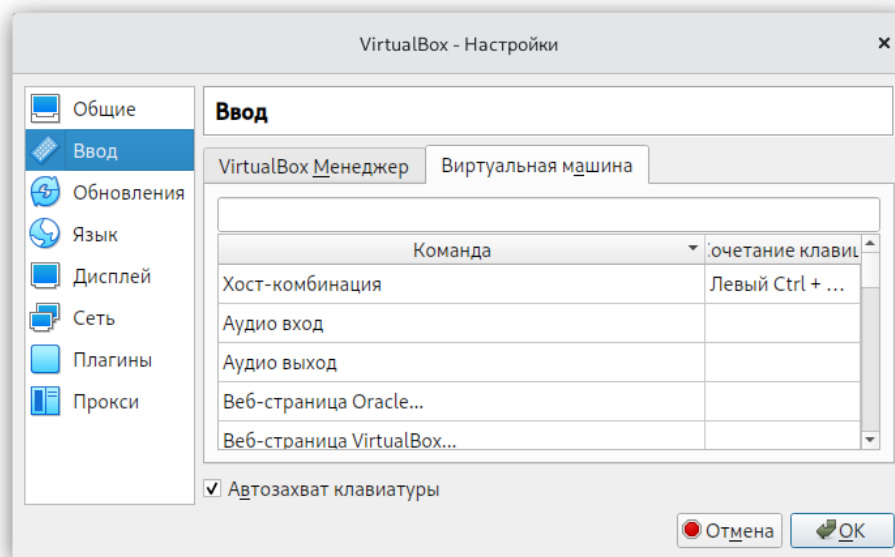 VirtualBox - Настройки
Общие
Ввод
Обновления
Язык
Дисплей
Сеть
Плагины
Прокси
Ввод
VirtualBox Менеджер
Виртуальная машина
Команда
Сочетание клавиш
Хост-комбинация
Левый Ctrl + ...
Аудио вход
Аудио выход
Веб-страница Oracle...
Веб-страница VirtualBox...
Автозахват клавиатуры
Отмена
OK